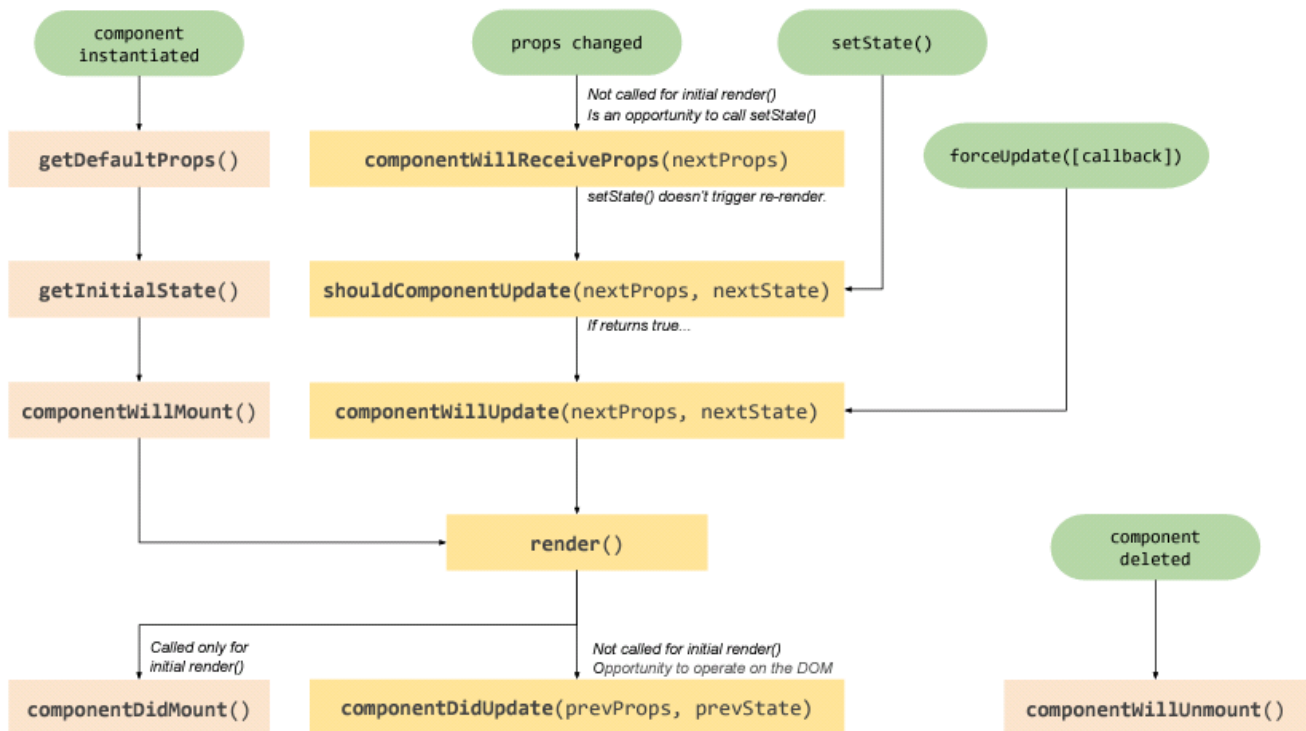 component
instantiated
props changed
setState()
Not called for initial render()
Is an opportunity to call setState()
getDefaultProps()
componentWillReceiveProps(nextProps)
forceUpdate([callback])
setState() doesn't trigger re-render.
getInitialState()
shouldComponentUpdate(nextProps, nextState)
If returns true...
componentWillMount()
componentWillUpdate(nextProps, nextState)
render()
component
deleted
Called only for
initial render()
Not called for initial render()
Opportunity to operate on the DOM
componentDidMount()
componentDidUpdate(prevProps, prevState)
componentWillUnmount()